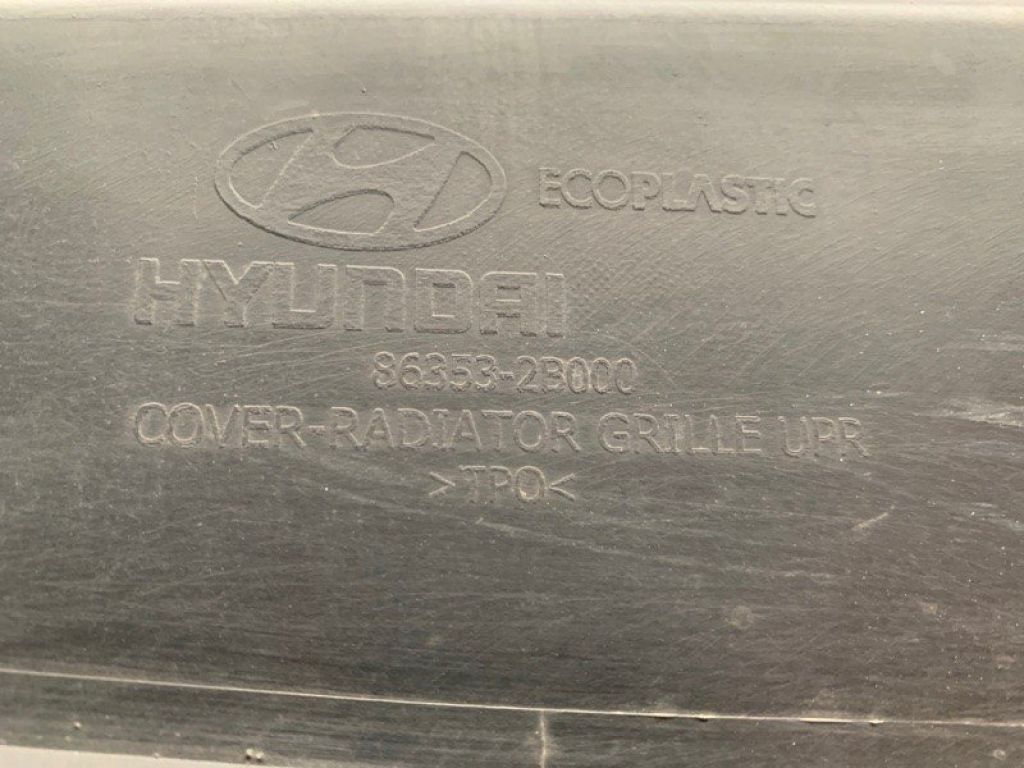 ECOPLASTIC
HYUNDAI
86353-2B000
COVER-RADIATOR GRILLE UPR
>TPO<